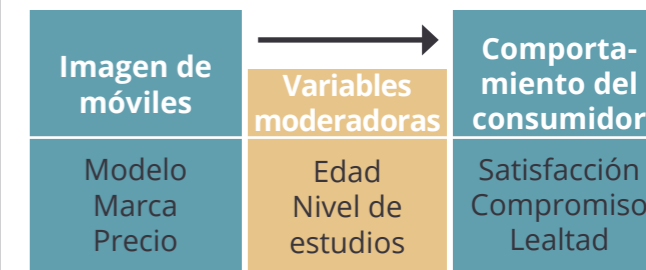 Imagen de
móviles
Variables
moderadoras
Comporta-
miento del
consumidor
Modelo
Marca
Precio
Edad
Nivel de
estudios
Satisfacción
Compromiso
Lealtad